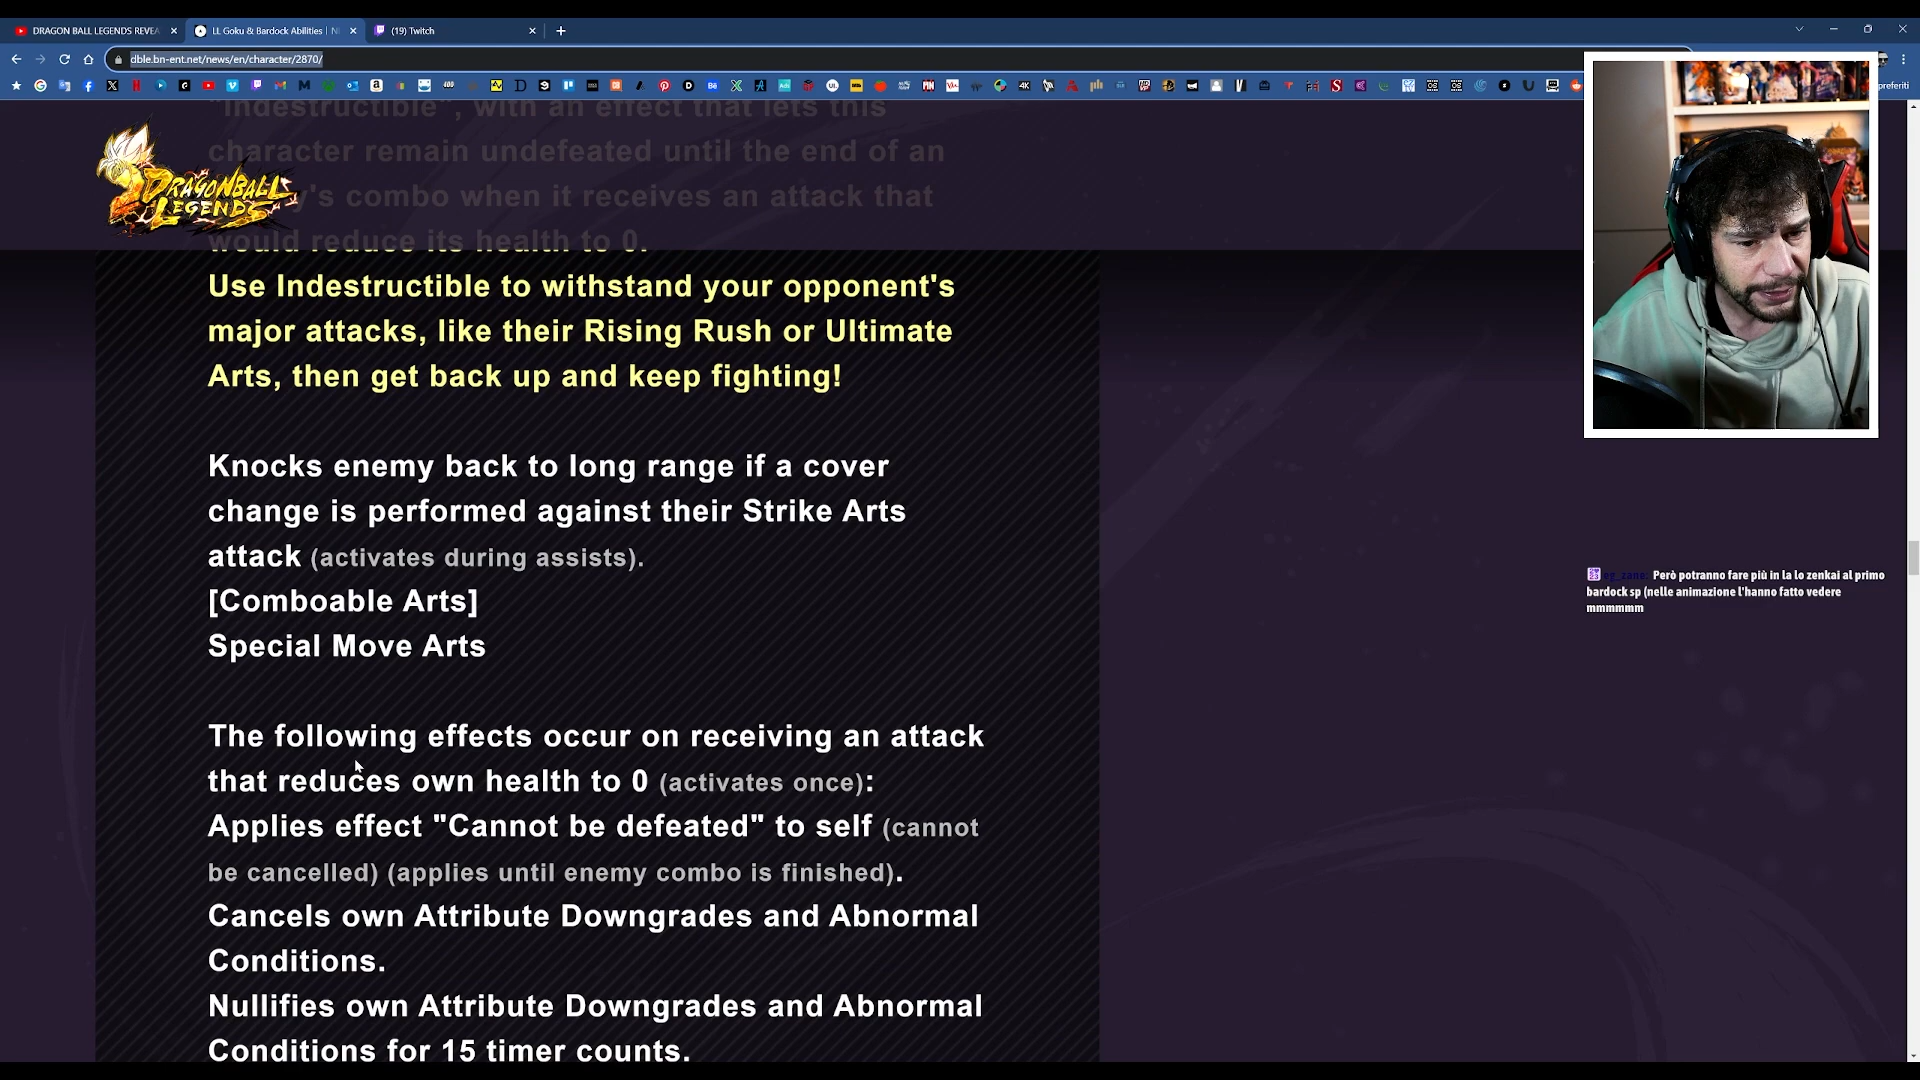 DRAGON BALL LEGENDS REVEA
LL Goku & Bardock Abilities | N
(19) Twitch
dble.bn-ent.net/news/en/character/2870/
preferiti
DRAGONBALL
LEGENDS
"Indestructible", with an effect that lets this
character remain undefeated until the end of an
y's combo when it receives an attack that
would reduce its health to 0.
Use Indestructible to withstand your opponent's
major attacks, like their Rising Rush or Ultimate
Arts, then get back up and keep fighting!
Knocks enemy back to long range if a cover
change is performed against their Strike Arts
attack (activates during assists).
[Comboable Arts]
Special Move Arts
The following effects occur on receiving an attack
that reduces own health to 0 (activates once):
Applies effect "Cannot be defeated" to self (cannot
be cancelled) (applies until enemy combo is finished).
Cancels own Attribute Downgrades and Abnormal
Conditions.
Nullifies own Attribute Downgrades and Abnormal
Conditions for 15 timer counts.
Però potranno fare più in la lo zenkai al primo
bardock sp (nelle animazione l'hanno fatto vedere
mmmmmm